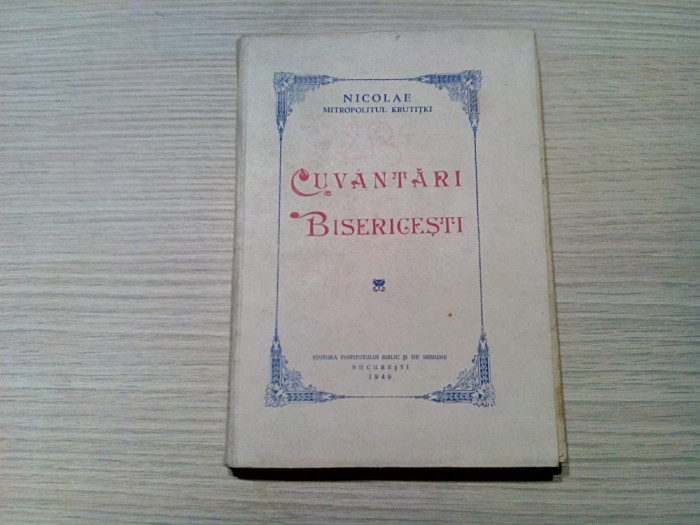 NICOLAE
MITROPOLITUL KRUTIȚKI
CUVÂNTĂRI
BISERICEȘTI
EDITURA INSTITUTULUI BIBLIC ȘI DE MISIUNE
BUCUREȘTI
1949